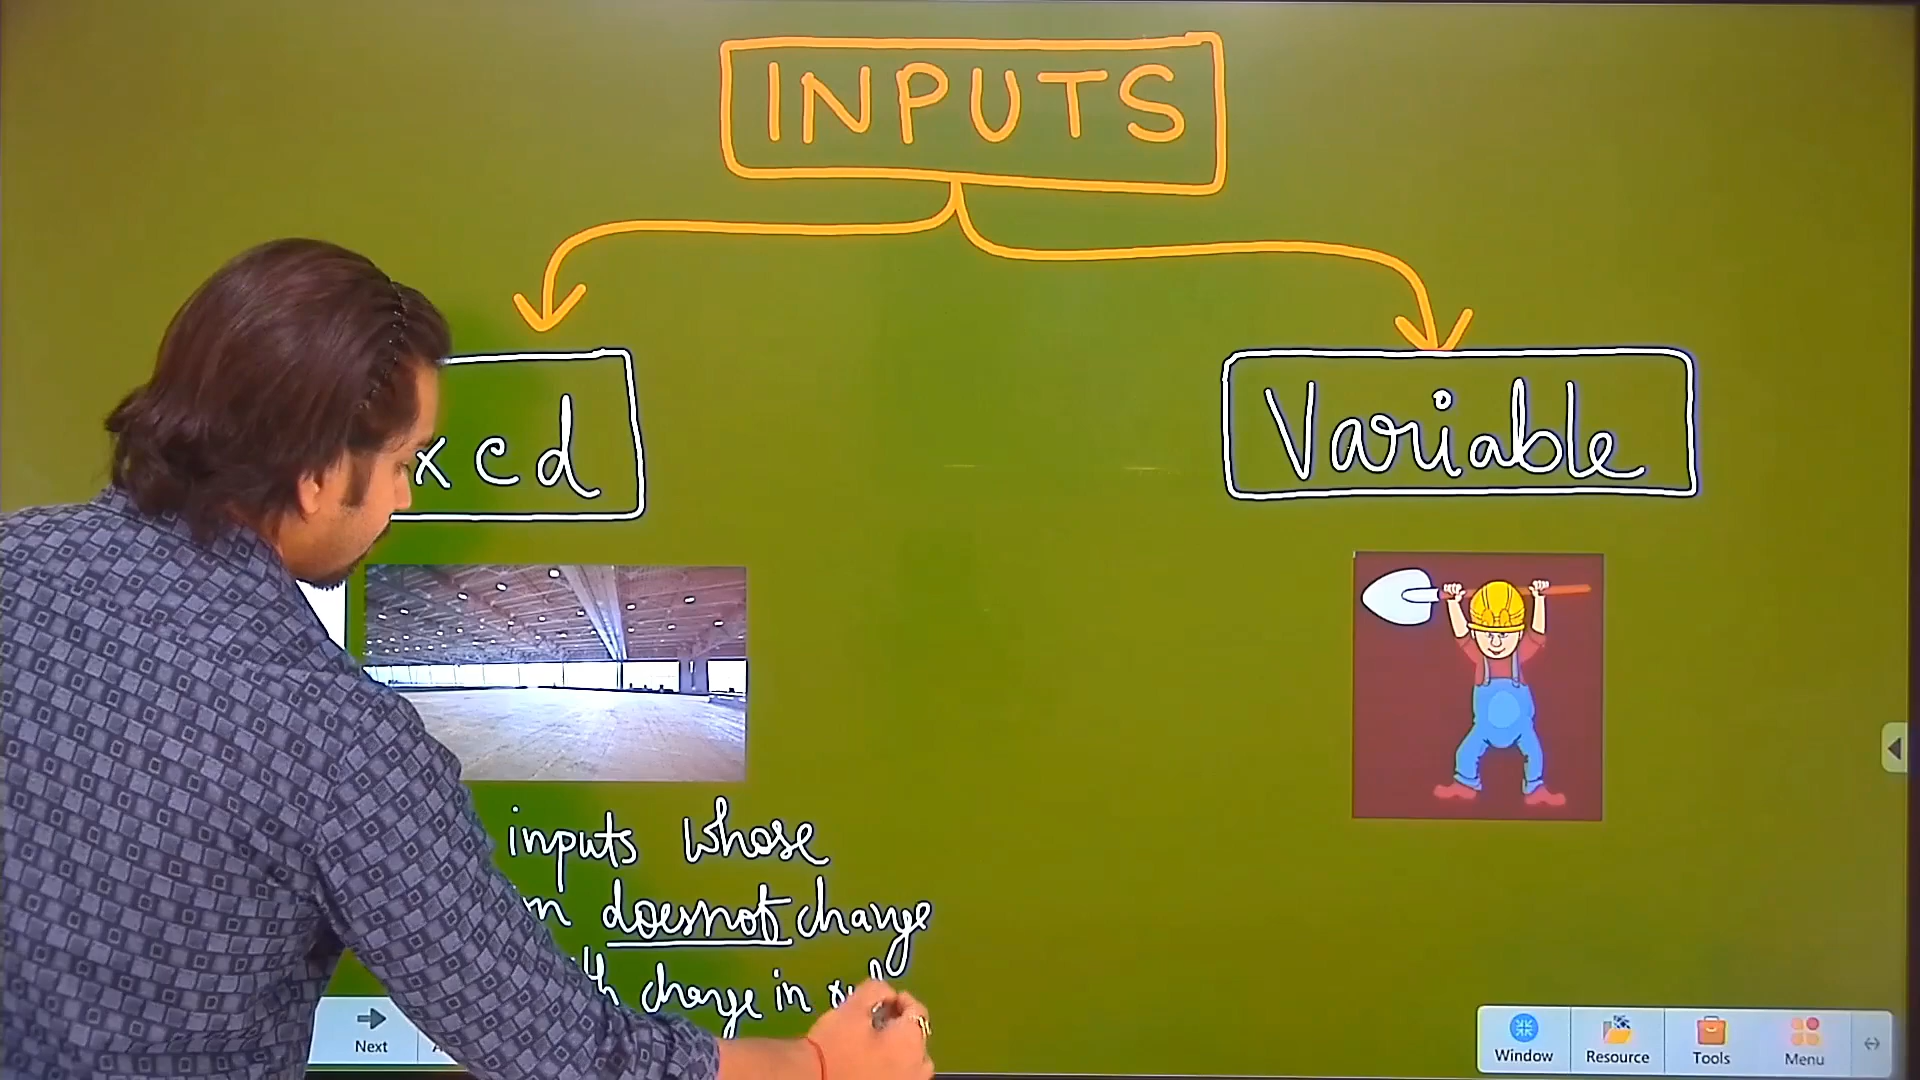 INPUTS
xed
Variable
inputs whose
doesnot change
change in
Next
Window
Resource
Tools
Menu